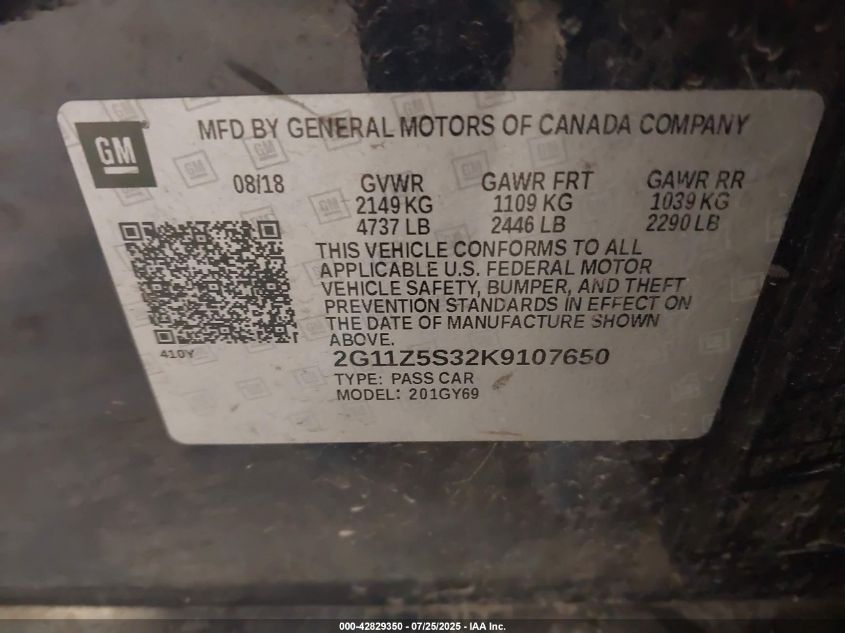 GM
MFD BY GENERAL MOTORS OF CANADA COMPANY
08/18 GVWR GAWR FRT GAWR RR
2149 KG 1109 KG 1039 KG
4737 LB 2446 LB 2290 LB
THIS VEHICLE CONFORMS TO ALL
APPLICABLE U.S. FEDERAL MOTOR
VEHICLE SAFETY, BUMPER, AND THEFT
PREVENTION STANDARDS IN EFFECT ON
THE DATE OF MANUFACTURE SHOWN
ABOVE.
410Y
2G11Z5S32K9107650
TYPE: PASS CAR
MODEL: 201GY69
000-42829350 - 07/25/2025 - IAA Inc.